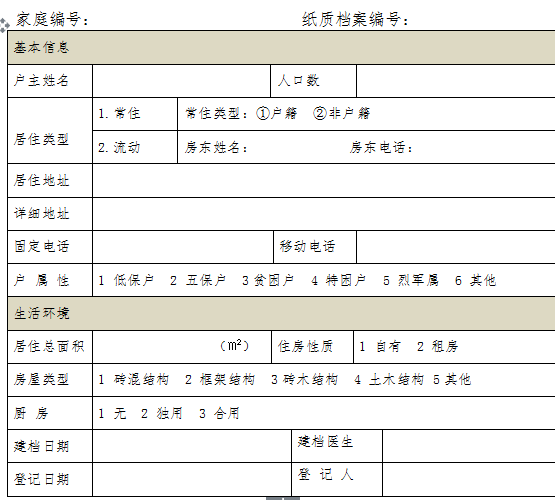 家庭编号： 纸质档案编号：
基本信息
户主姓名 人口数
居住类型 1.常住 常住类型：①户籍 ②非户籍
2.流动 房东姓名： 房东电话：
居住地址
详细地址
固定电话 移动电话
户 属 性 1 低保户 2 五保户 3贫困户 4 特困户 5 烈军属 6 其他
生活环境
居住总面积 （㎡） 住房性质 1 自有 2 租房
房屋类型 1 砖混结构 2 框架结构 3砖木结构 4 土木结构 5其他
厨 房 1 无 2 独用 3 合用
建档日期 建档医生
登记日期 登 记 人